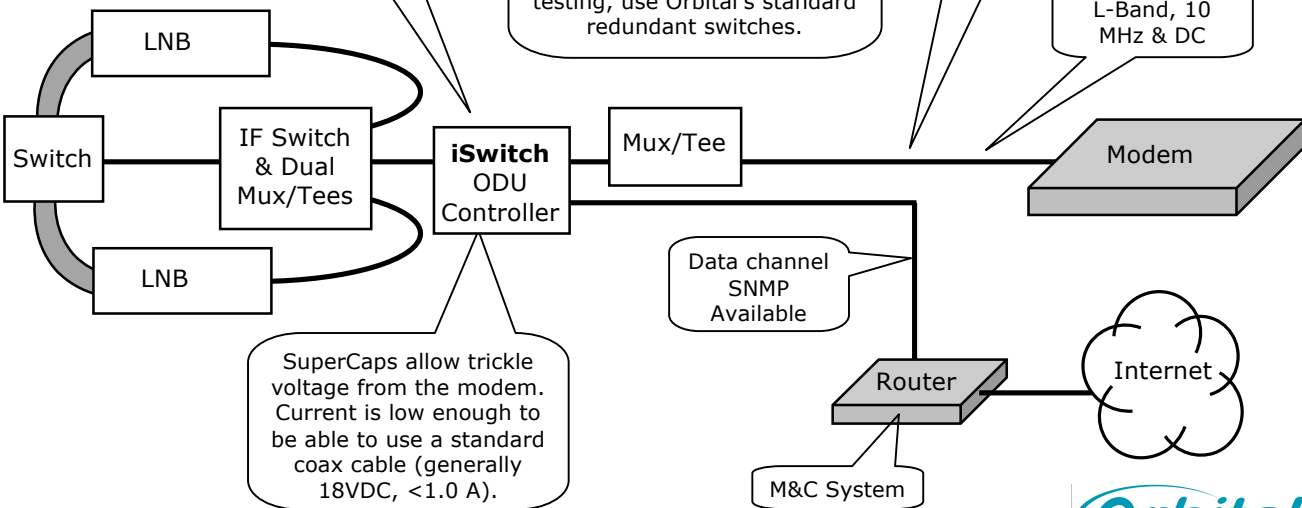 testing, use Orbital's standard
redundant switches.
L-Band, 10
MHz & DC
LNB
Switch
IF Switch
& Dual
Mux/Tees
iSwitch
ODU
Controller
Mux/Tee
Modem
LNB
Data channel
SNMP
Available
SuperCaps allow trickle
voltage from the modem.
Current is low enough to
be able to use a standard
coax cable (generally
18VDC, <1.0 A).
Router
Internet
M&C System
Orbital